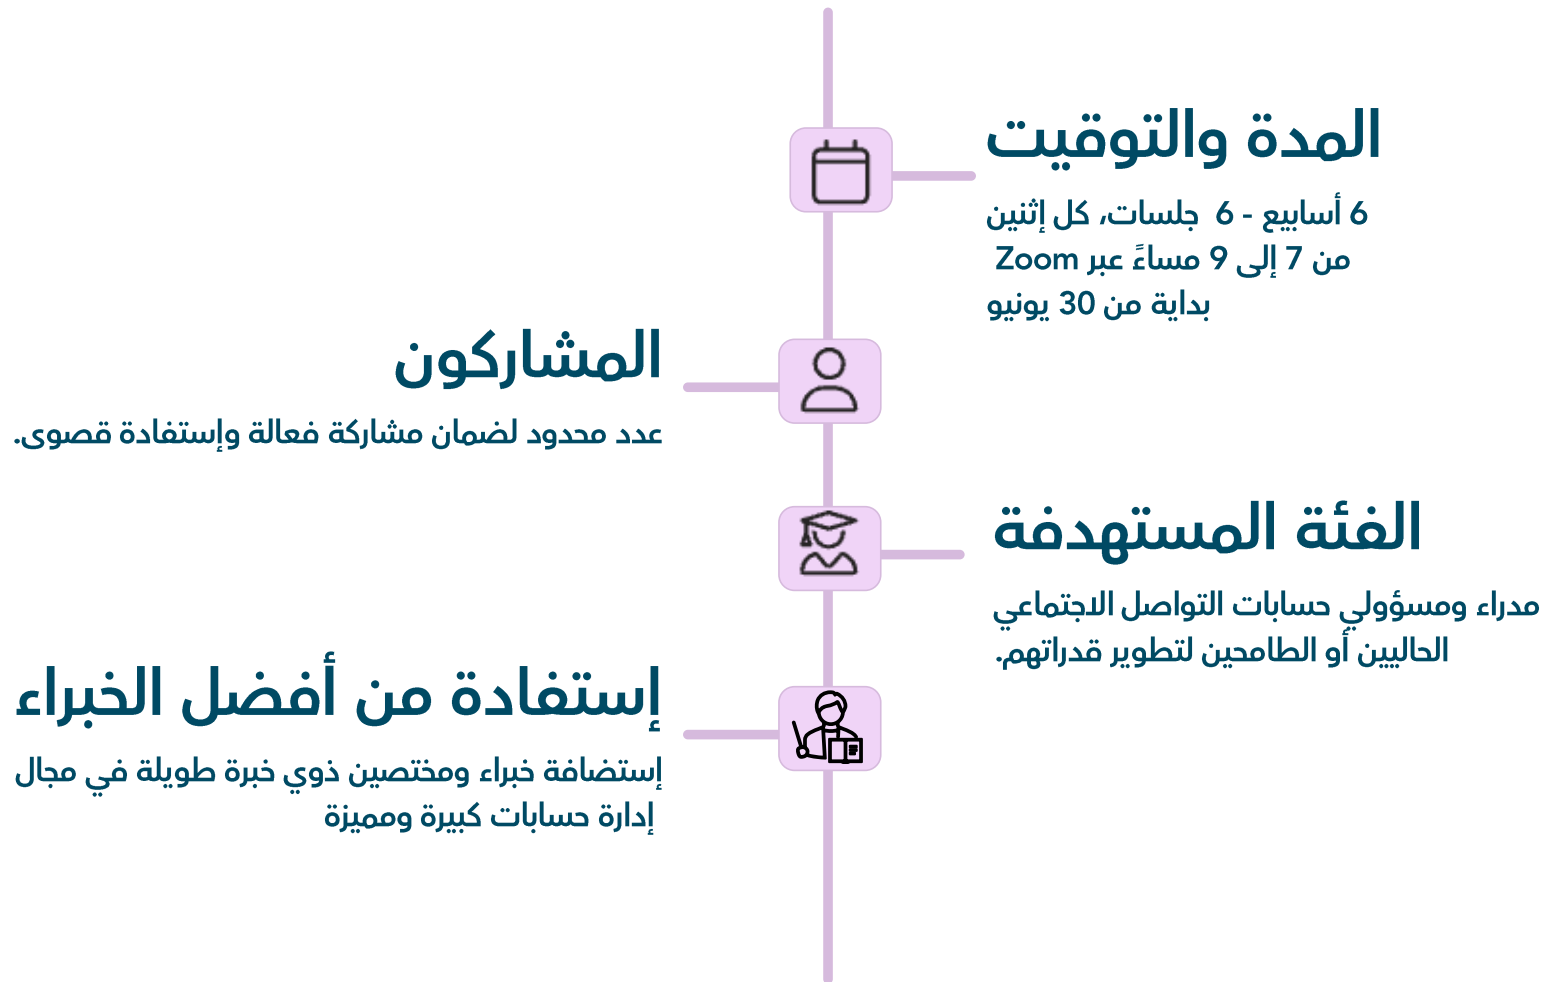 المدة والتوقيت
6 أسابيع - 6 جلسات، كل إثنين
من 7 إلى 9 مساءً عبر Zoom
بداية من 30 يونيو
المشاركون
عدد محدود لضمان مشاركة فعالة وإستفادة قصوى.
الفئة المستهدفة
مدراء ومسؤولي حسابات التواصل الاجتماعي
الحاليين أو الطامحين لتطوير قدراتهم.
إستفادة من أفضل الخبراء
إستضافة خبراء ومختصين ذوي خبرة طويلة في مجال
إدارة حسابات كبيرة ومميزة